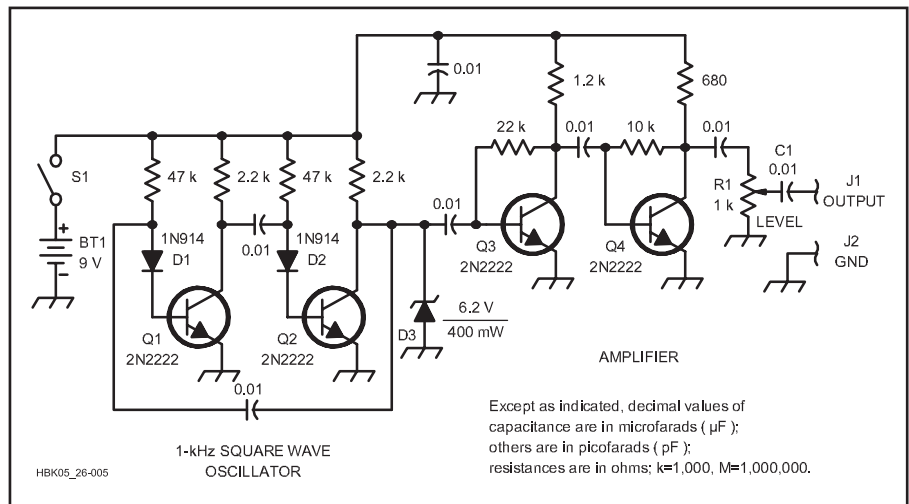 0.01
1.2 k
680
22 k
0.01
10 k
0.01
C1
0.01
J1
OUTPUT
R1
1 k
LEVEL
J2
GND
S1
47 k
2.2 k
47 k
2.2 k
0.01
+
BT1
9 V
−
1N914
D1
0.01
1N914
D2
Q3
2N2222
Q4
2N2222
Q1
2N2222
Q2
2N2222
D3
6.2 V
400 mW
0.01
AMPLIFIER
1-kHz SQUARE WAVE
OSCILLATOR
Except as indicated, decimal values of
capacitance are in microfarads ( µF );
others are in picofarads ( pF );
resistances are in ohms; k=1,000, M=1,000,000.
HBK05_26-005